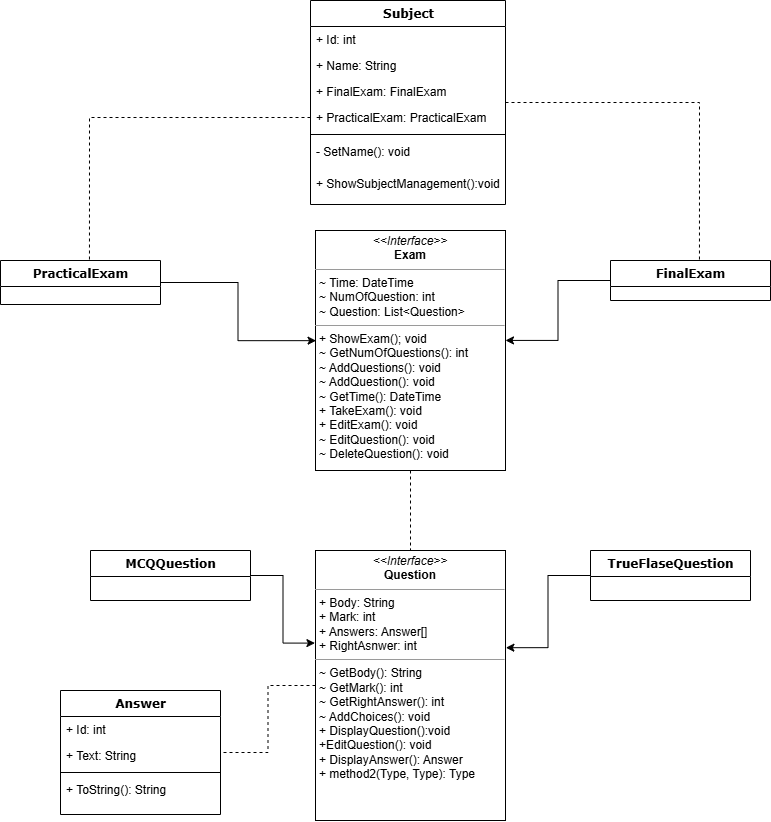 Subject
+ Id: int
+ Name: String
+ FinalExam: FinalExam
+ PracticalExam: PracticalExam
- SetName(): void
+ ShowSubjectManagement():void
PracticalExam
<<Interface>>
Exam
~ Time: DateTime
~ NumOfQuestion: int
~ Question: List<Question>
+ ShowExam(); void
~ GetNumOfQuestions(): int
~ AddQuestions(): void
~ AddQuestion(): void
~ GetTime(): DateTime
+ TakeExam(): void
+ EditExam(): void
~ EditQuestion(): void
~ DeleteQuestion(): void
FinalExam
MCQQuestion
<<Interface>>
Question
+ Body: String
+ Mark: int
+ Answers: Answer[]
+ RightAsnwer: int
~ GetBody(): String
~ GetMark(): int
~ GetRightAnswer(): int
~ AddChoices(): void
+ DisplayQuestion():void
+EditQuestion(): void
+ DisplayAnswer(): Answer
+ method2(Type, Type): Type
TrueFlaseQuestion
Answer
+ Id: int
+ Text: String
+ ToString(): String